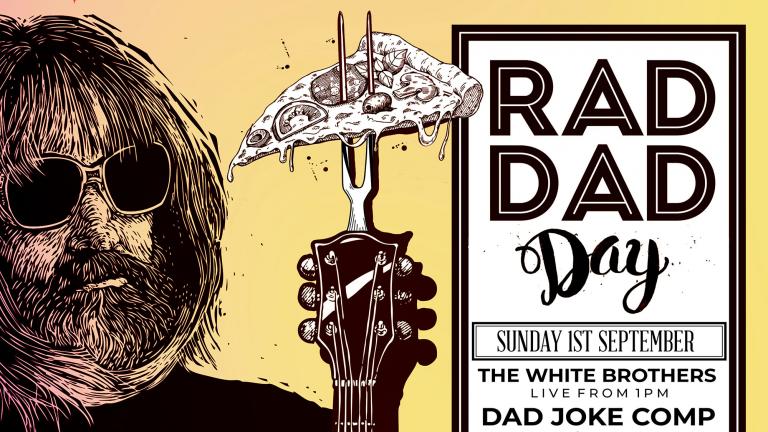 RAD
DAD
Day
SUNDAY 1ST SEPTEMBER
THE WHITE BROTHERS
LIVE FROM 1PM
DAD JOKE COMP